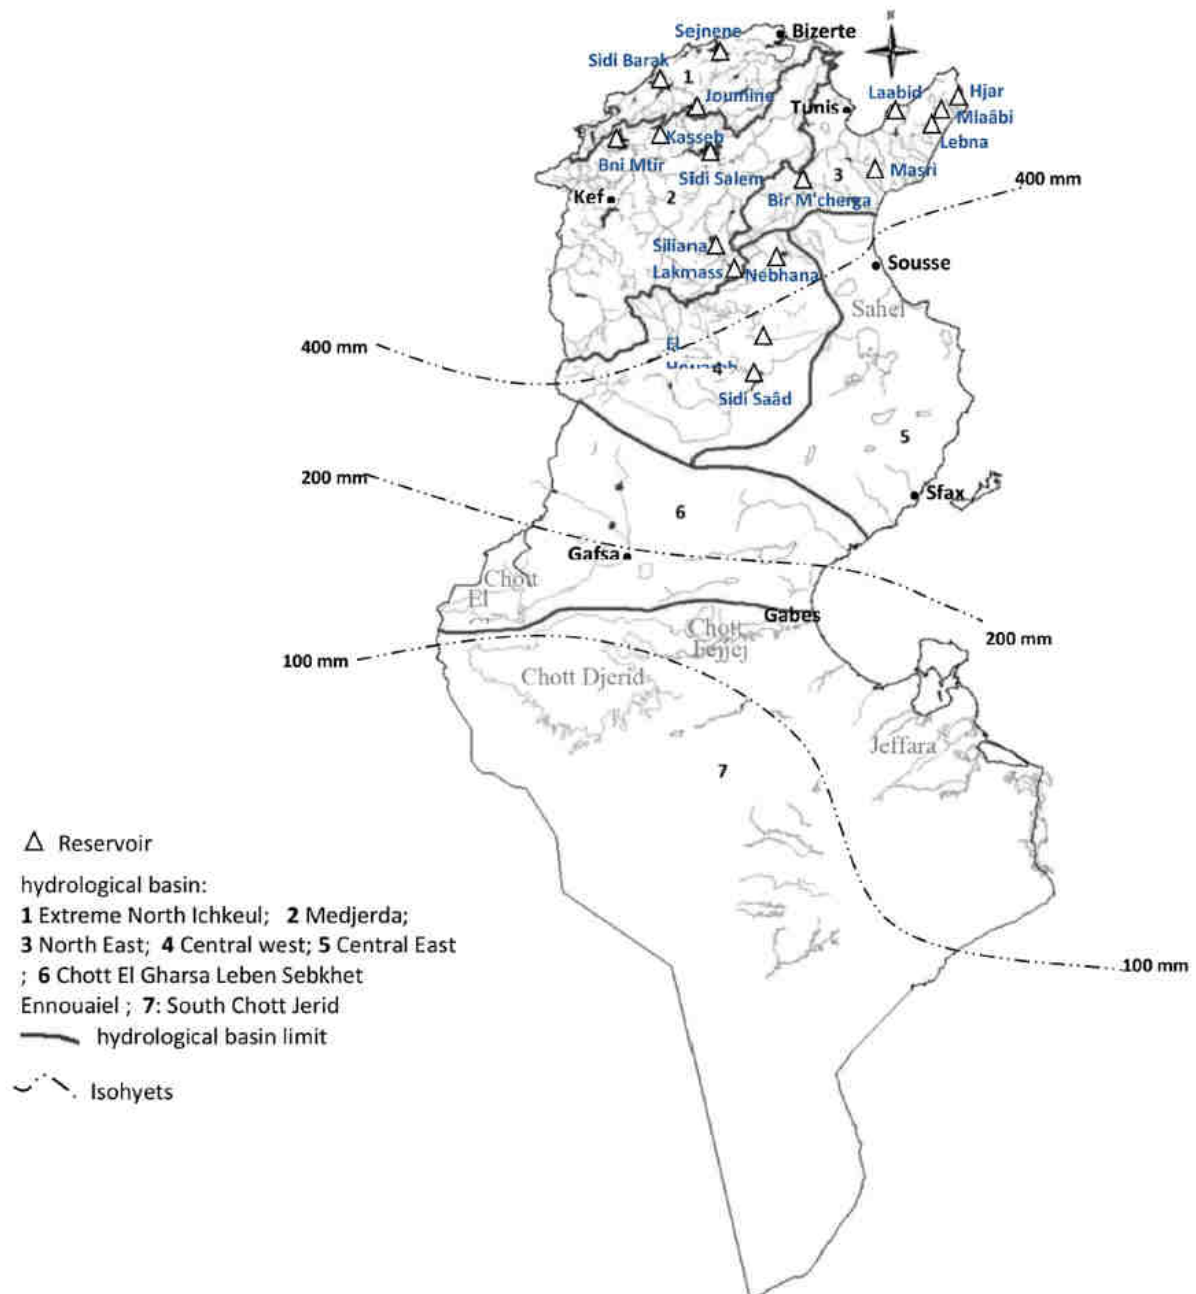 N
Sejnene
Bizerte
Sidi Barak
1
Joumine
Tunis
Laabid
Hjar
Mlaâbi
Lebna
Kasseb
Bni Mtir
Sidi Salem
3
Masri
400 mm
Kef
2
Bir M'cherga
Siliana
Sousse
Lakmass
Nebhana
Sahel
400 mm
El
4
Sidi Saâd
5
200 mm
Sfax
6
Gafsa
Chott
El
Gabes
Chott
Lejjej
200 mm
100 mm
Chott Djerid
Jeffara
7
Reservoir
hydrological basin:
1 Extreme North Ichkeul; 2 Medjerda;
3 North East; 4 Central west; 5 Central East
; 6 Chott El Gharsa Leben Sebkhet
Ennouaiel ; 7: South Chott Jerid
hydrological basin limit
Isohyets
100 mm